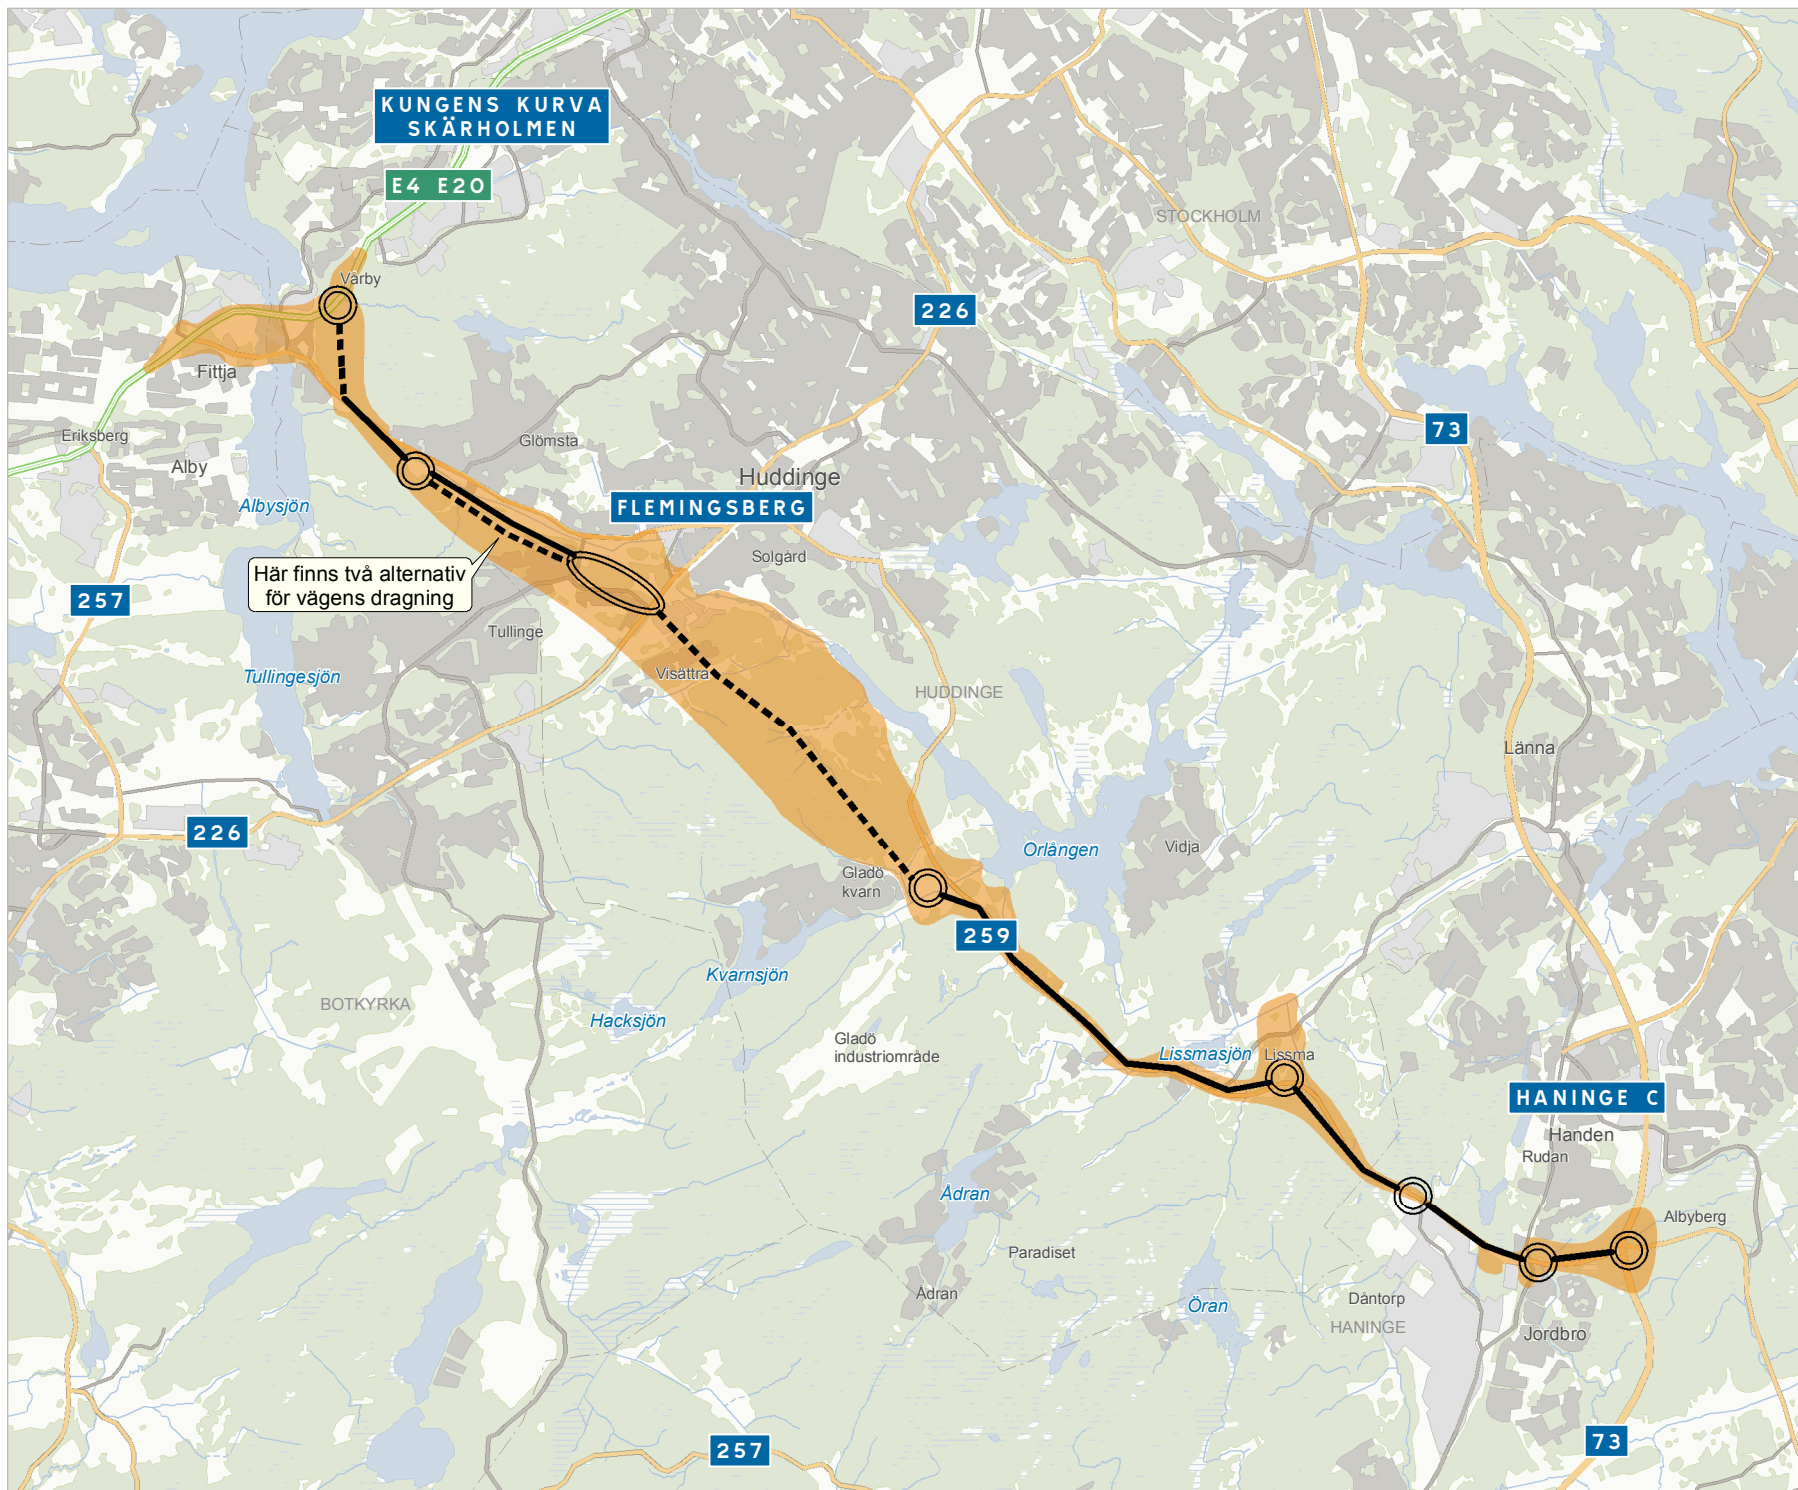 KUNGENS KURVA
SKÄRHOLMEN
E4 E20
STOCKHOLM
Vårby
226
Fittja
73
Eriksberg
Glömsta
Alby
Huddinge
Albysjön
FLEMINGSBERG
Solgård
Här finns två alternativ
för vägens dragning
257
Tullinge
Visättra
Tullingesjön
HUDDINGE
Länna
226
Orlången
Vidja
Gladö
kvarn
259
Kvarnsjön
BOTKYRKA
Hacksjön
Gladö
industriområde
Lissmasjön
Lissma
HANINGE C
Handen
Rudan
Ådran
Albyberg
Paradiset
Ådran
Öran
Dåntorp
HANINGE
Jordbro
257
73